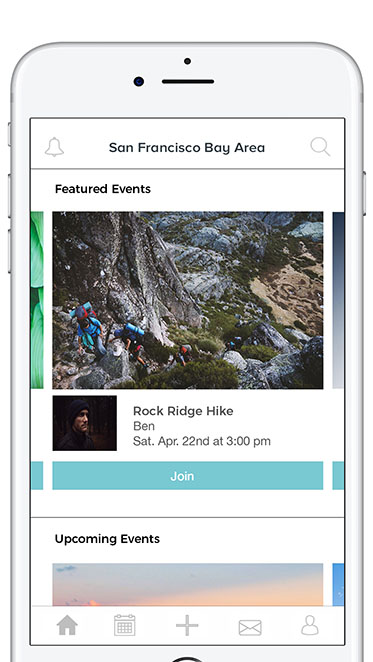 San Francisco Bay Area
Featured Events
Rock Ridge Hike
Ben
Sat. Apr. 22nd at 3:00 pm
Join
Upcoming Events